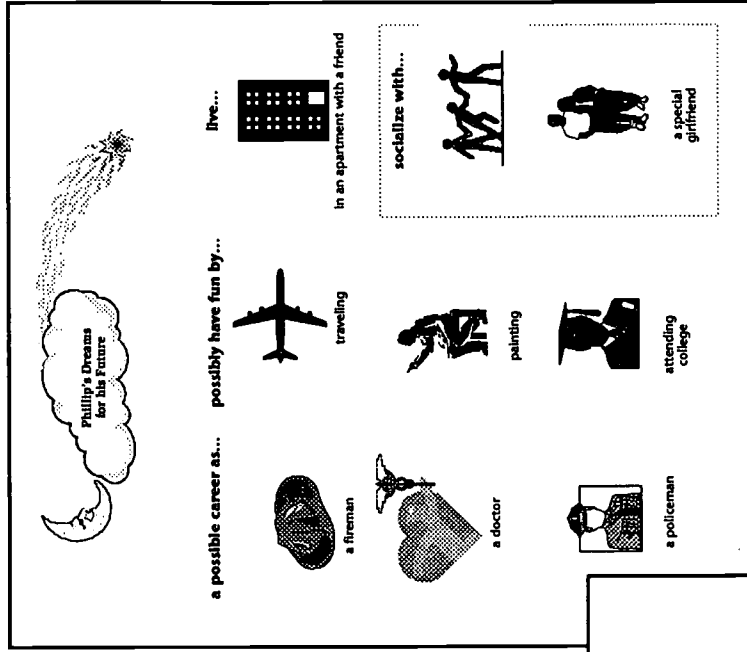 Phillip's Dreams
for his Future
a possible career as...
a fireman
a doctor
a policeman
possibly have fun by...
traveling
painting
attending
college
live...
in an apartment with a friend
socialize with...
a special
girlfriend